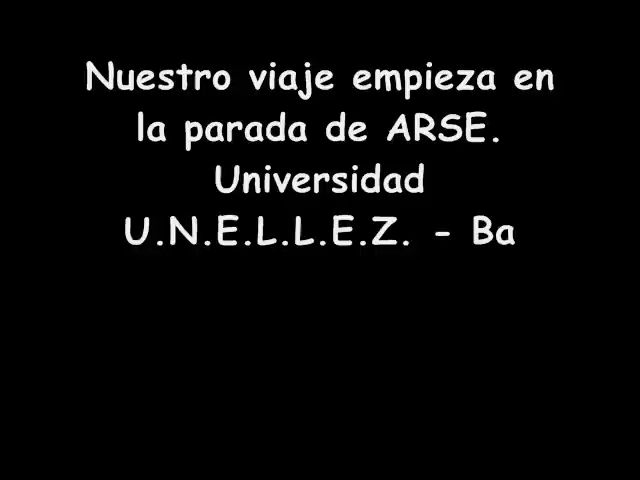 Nuestro viaje empieza en
la parada de ARSE.
Universidad
U.N.E.L.L.E.Z. - Ba